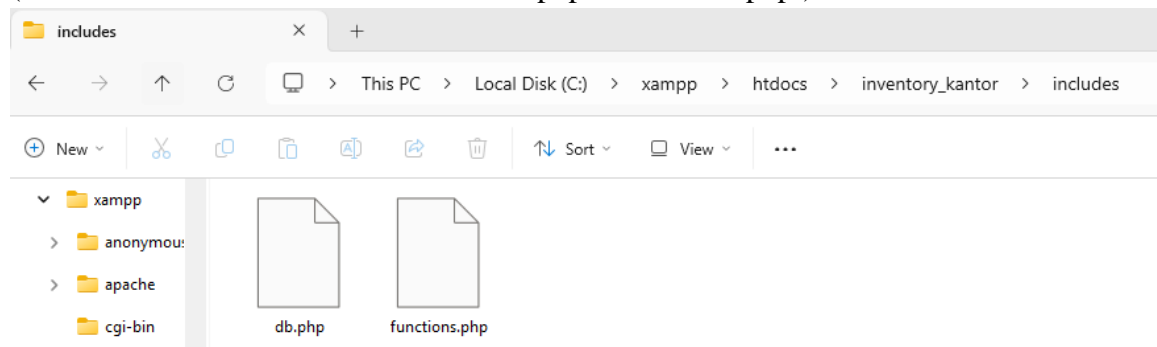 includes
This PC > Local Disk (C:) > xampp > htdocs > inventory_kantor > includes
New Sort View
xampp
anonymou
apache
cgi-bin
db.php functions.php